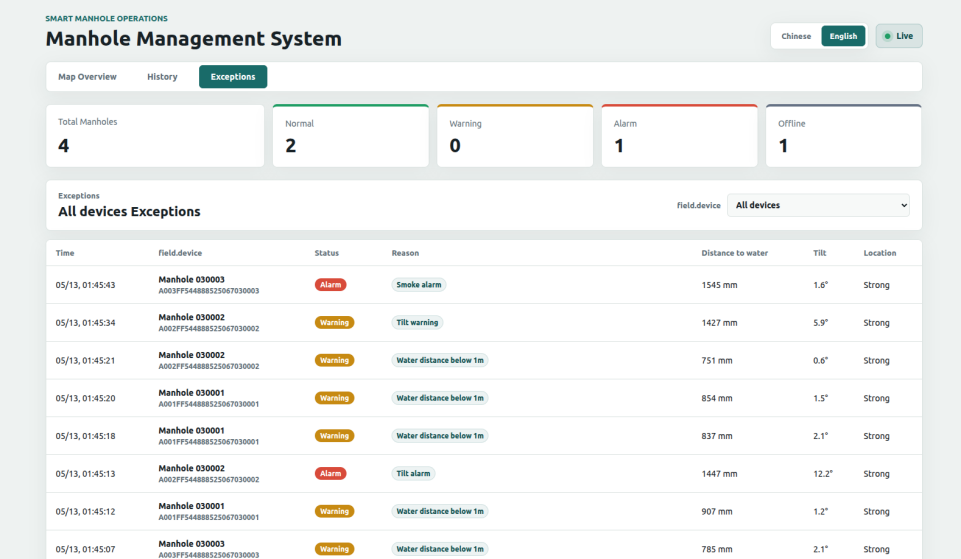 SMART MANHOLE OPERATIONS
Manhole Management System
Chinese English Live
Map Overview History Exceptions
Total Manholes
4
Normal
2
Warning
0
Alarm
1
Offline
1
Exceptions
All devices Exceptions
field.device All devices
Time field.device Status Reason Distance to water Tilt Location
05/13, 01:45:43 Manhole 030003 Alarm Smoke alarm 1545 mm 1.6° Strong
A003FF544888525067030003
05/13, 01:45:34 Manhole 030002 Warning Tilt warning 1427 mm 5.9° Strong
A002FF544888525067030002
05/13, 01:45:21 Manhole 030002 Warning Water distance below 1m 751 mm 0.6° Strong
A002FF544888525067030002
05/13, 01:45:20 Manhole 030001 Warning Water distance below 1m 854 mm 1.5° Strong
A001FF544888525067030001
05/13, 01:45:18 Manhole 030001 Warning Water distance below 1m 837 mm 2.1° Strong
A001FF544888525067030001
05/13, 01:45:13 Manhole 030002 Alarm Tilt alarm 1447 mm 12.2° Strong
A002FF544888525067030002
05/13, 01:45:12 Manhole 030001 Warning Water distance below 1m 907 mm 1.2° Strong
A001FF544888525067030001
05/13, 01:45:07 Manhole 030003 Warning Water distance below 1m 785 mm 2.1° Strong
A003FF544888525067030003